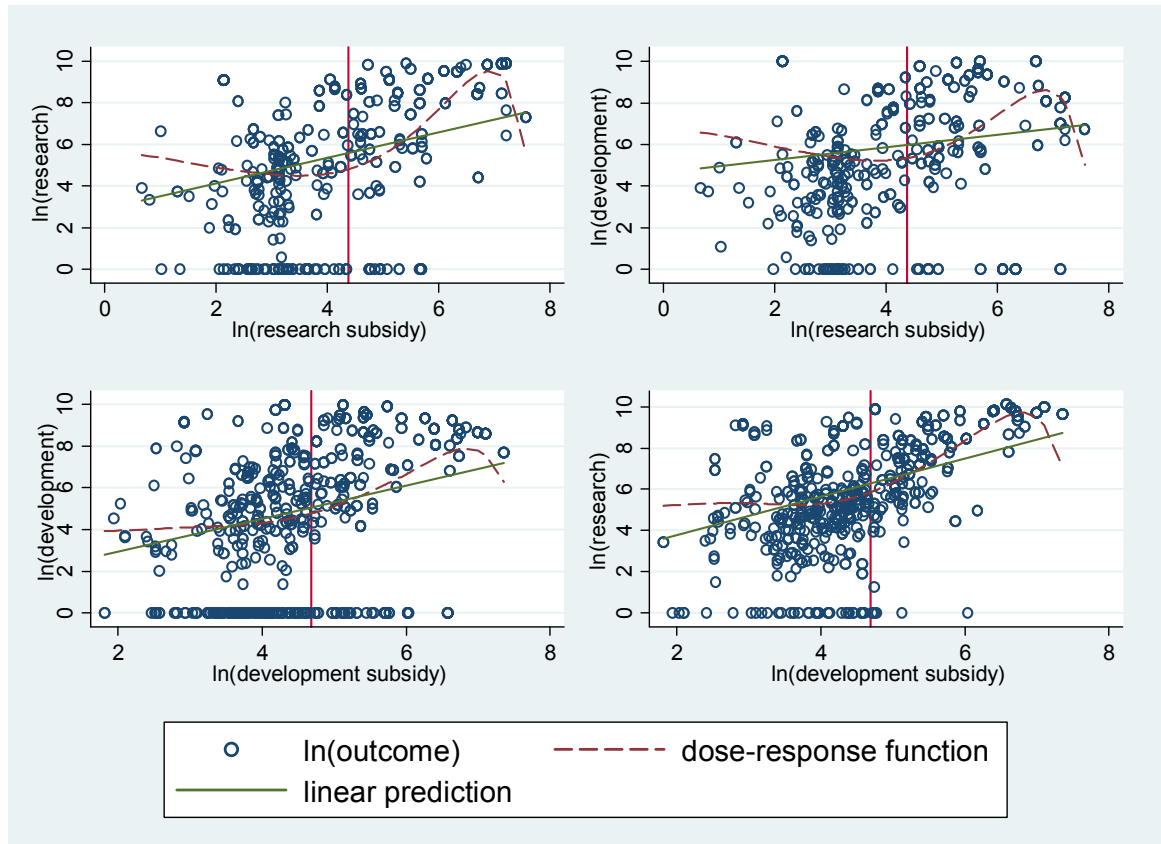 ln(research)
0 2 4 6 8 10
0 2 4 6 8
ln(research subsidy)
ln(development)
0 2 4 6 8 10
0 2 4 6 8
ln(research subsidy)
ln(development)
0 2 4 6 8 10
2 4 6 8
ln(development subsidy)
ln(research)
0 2 4 6 8 10
2 4 6 8
ln(development subsidy)
ln(outcome) dose-response function
linear prediction